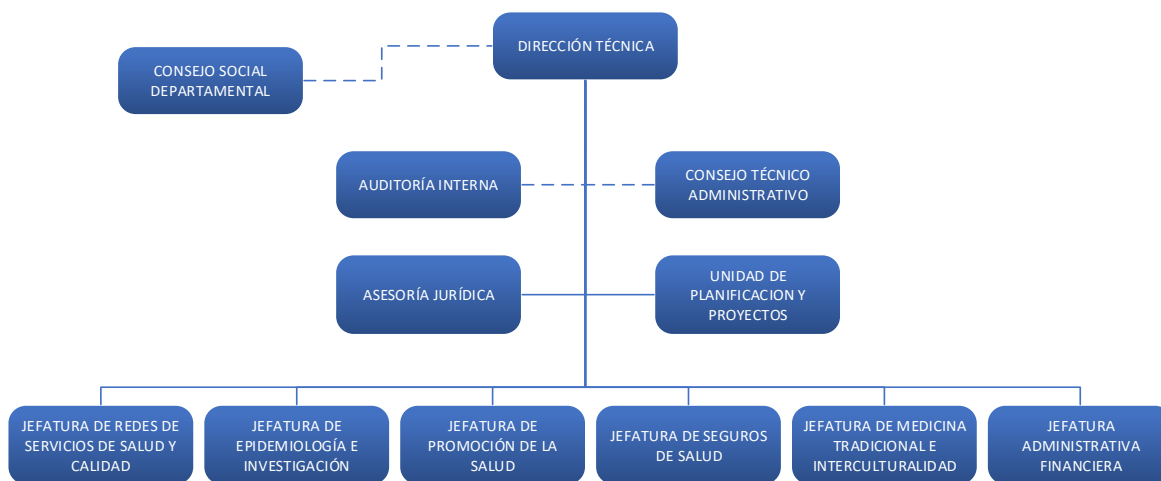 DIRECCIÓN TÉCNICA
CONSEJO SOCIAL
DEPARTAMENTAL
AUDITORÍA INTERNA
CONSEJO TÉCNICO
ADMINISTRATIVO
ASESORÍA JURÍDICA
UNIDAD DE
PLANIFICACION Y
PROYECTOS
JEFATURA DE REDES DE
SERVICIOS DE SALUD Y
CALIDAD
JEFATURA DE
EPIDEMIOLOGÍA E
INVESTIGACIÓN
JEFATURA DE
PROMOCIÓN DE LA
SALUD
JEFATURA DE SEGUROS
DE SALUD
JEFATURA DE MEDICINA
TRADICIONAL E
INTERCULTURALIDAD
JEFATURA
ADMINISTRATIVA
FINANCIERA